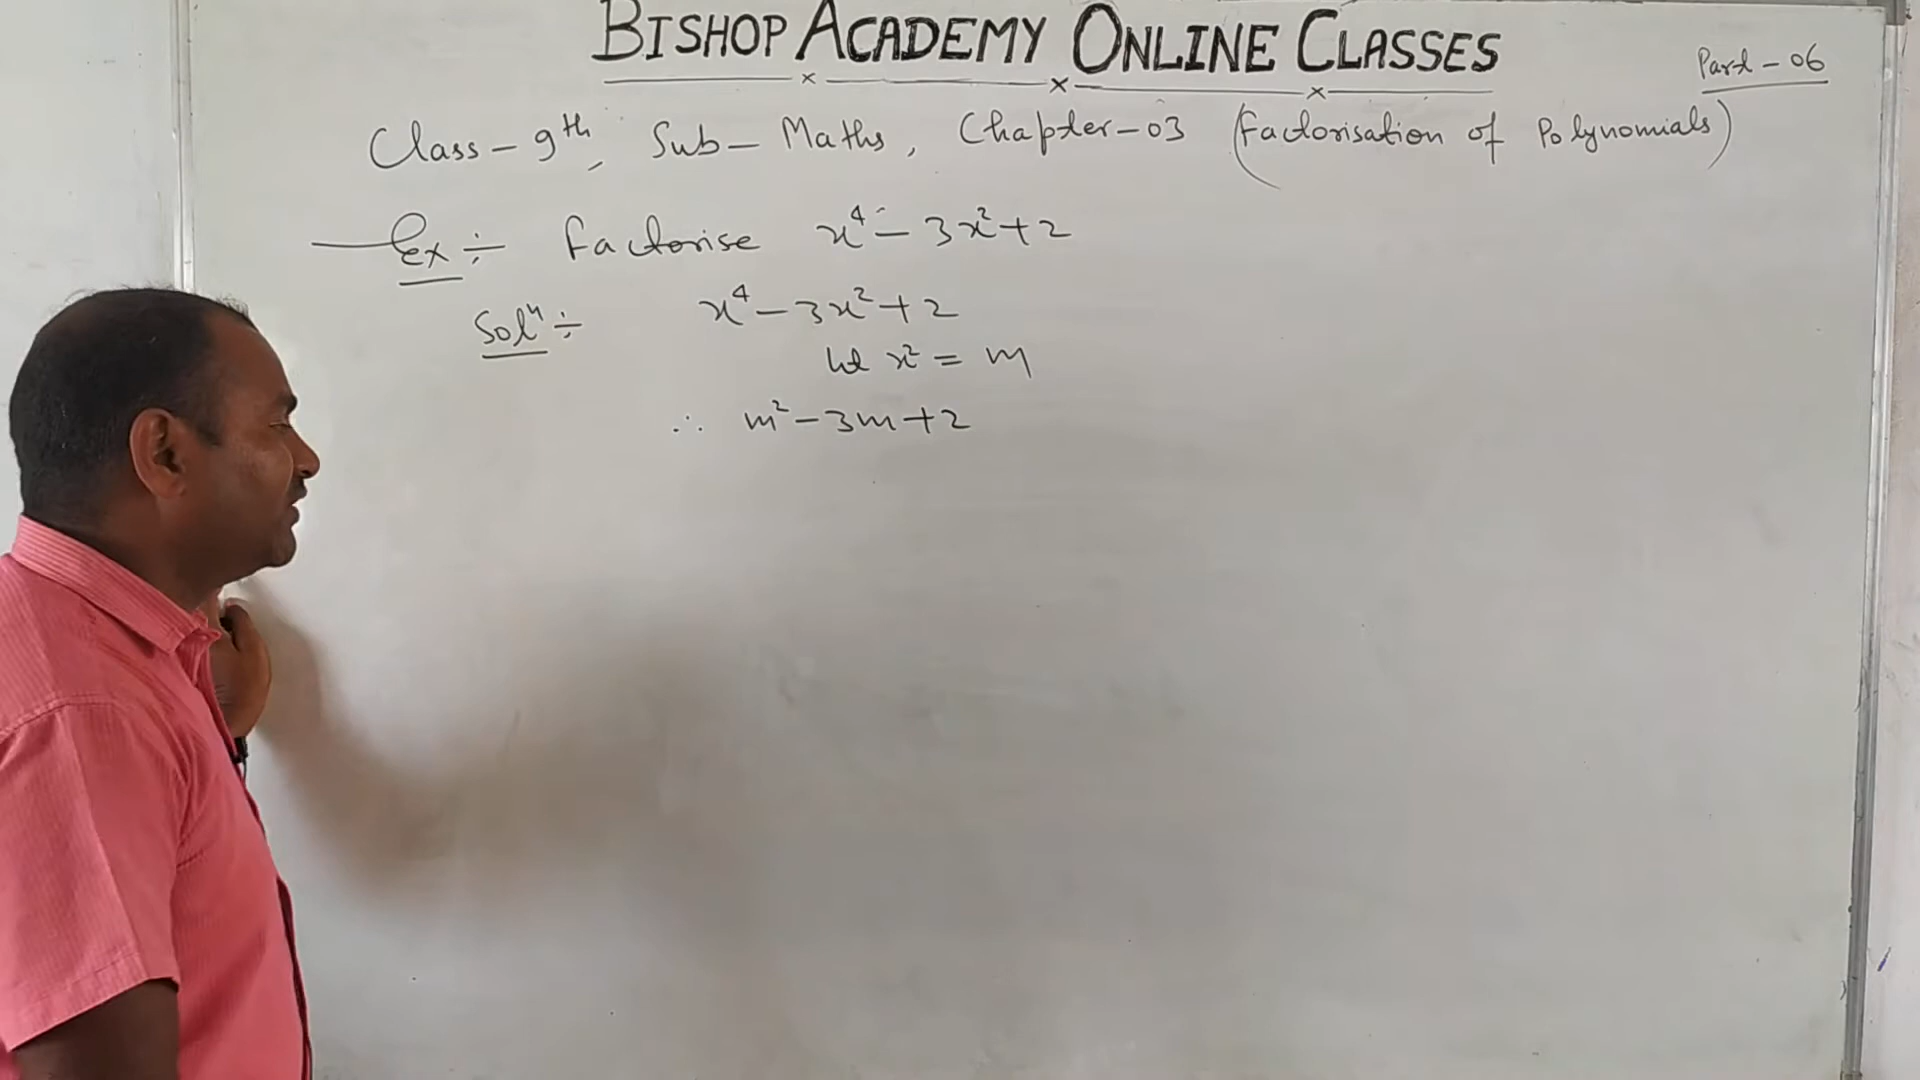 BISHOP ACADEMY ONLINE CLASSES
Part - 06
Class - 9th, Sub - Maths, Chapter - 03 (Factorisation of Polynomials)
Ex ÷ Factorise x⁴ - 3x² + 2
Solⁿ ÷ x⁴ - 3x² + 2
let x² = m
∴ m² - 3m + 2